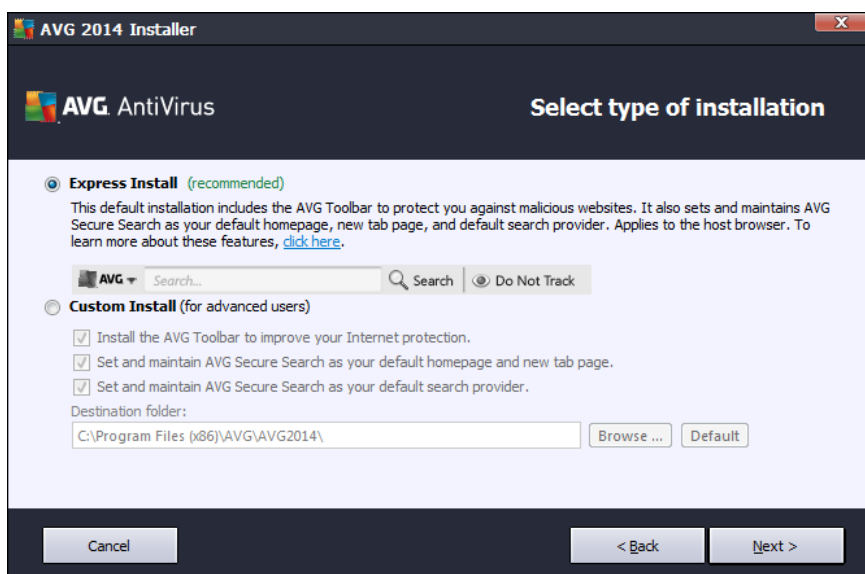 AVG 2014 Installer
AVG. AntiVirus
Select type of installation
Express Install (recommended)
This default installation includes the AVG Toolbar to protect you against malicious websites. It also sets and maintains AVG
Secure Search as your default homepage, new tab page, and default search provider. Applies to the host browser. To
learn more about these features, click here.
AVG Search... Search Do Not Track
Custom Install (for advanced users)
Install the AVG Toolbar to improve your Internet protection.
Set and maintain AVG Secure Search as your default homepage and new tab page.
Set and maintain AVG Secure Search as your default search provider.
Destination folder:
C:\Program Files (x86)\AVG\AVG2014\ Browse ... Default
Cancel < Back Next >